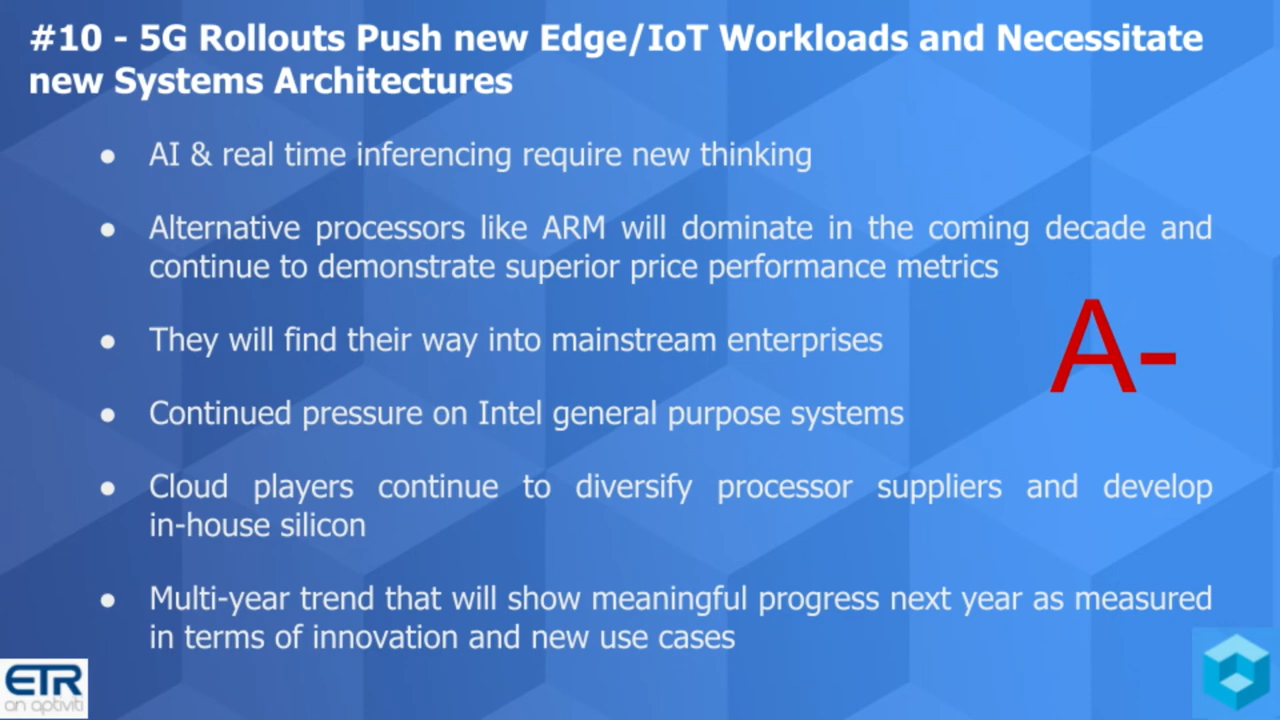 #10 - 5G Rollouts Push new Edge/IoT Workloads and Necessitate
new Systems Architectures
● AI & real time inferencing require new thinking
● Alternative processors like ARM will dominate in the coming decade and
continue to demonstrate superior price performance metrics
● They will find their way into mainstream enterprises
● Continued pressure on Intel general purpose systems
● Cloud players continue to diversify processor suppliers and develop
in-house silicon
● Multi-year trend that will show meaningful progress next year as measured
in terms of innovation and new use cases
A-
ETR
an aptiviti